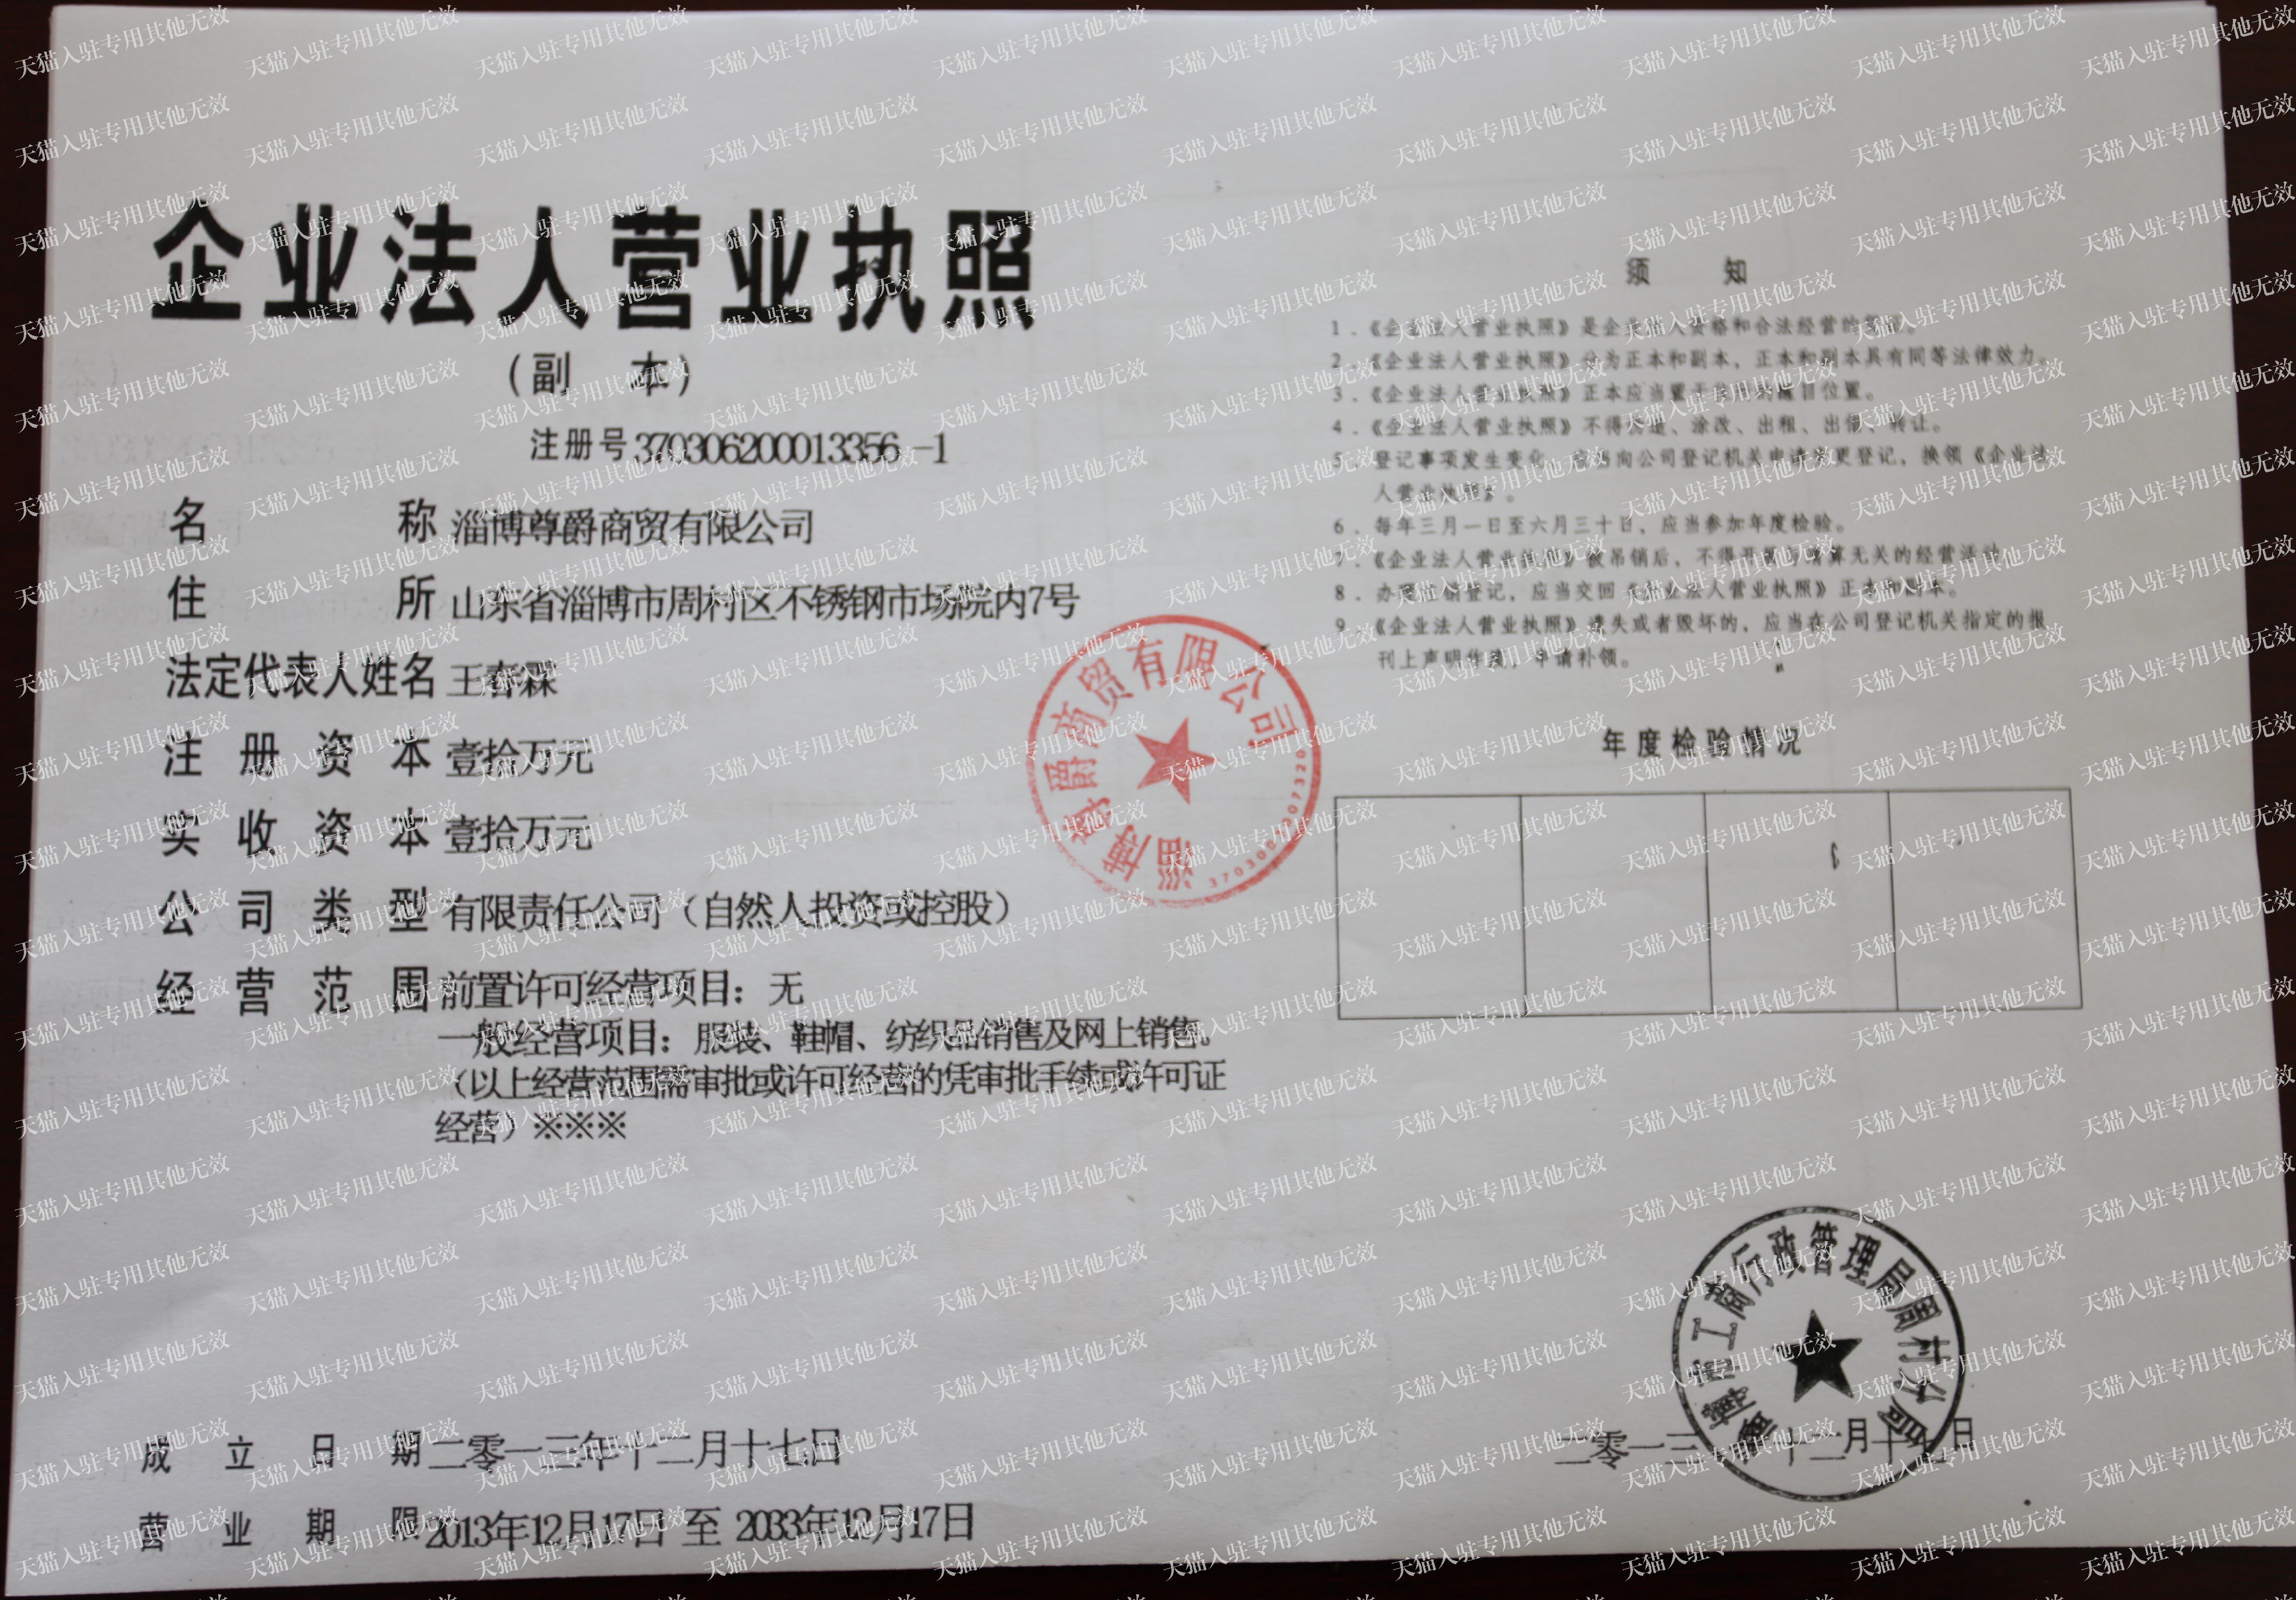 企业法人营业执照
（副 本）
注册号 370306200013356 -1
名 称 淄博尊爵商贸有限公司
住 所 山东省淄博市周村区不锈钢市场院内7号
法定代表人姓名 王春霖
注 册 资 本 壹拾万元
实 收 资 本 壹拾万元
公 司 类 型 有限责任公司（自然人投资或控股）
经 营 范 围 前置许可经营项目：无
一般经营项目：服装、鞋帽、纺织品销售及网上销售。
（以上经营范围需审批或许可经营的凭审批手续或许可证
经营）※※※
成 立 日 期 二零一三年十二月十七日
营 业 期 限 2013年12月17日 至 2033年12月17日
淄博尊爵商贸有限公司
须 知
1．《企业法人营业执照》是企业法人资格和合法经营的凭证。
2．《企业法人营业执照》分为正本和副本，正本和副本具有同等法律效力。
3．《企业法人营业执照》正本应当置于住所的醒目位置。
4．《企业法人营业执照》不得伪造、涂改、出租、出借、转让。
5．登记事项发生变化，应当向公司登记机关申请变更登记，换领《企业法
人营业执照》。
6．每年三月一日至六月三十日，应当参加年度检验。
7．《企业法人营业执照》被吊销后，不得开展与清算无关的经营活动。
8．办理注销登记，应当交回《企业法人营业执照》正本和副本。
9．《企业法人营业执照》遗失或者毁坏的，应当在公司登记机关指定的报
刊上声明作废，申请补领。
年度检验情况
淄博市工商行政管理局周村分局
二零一三 十二月十七日
天猫入驻专用其他无效